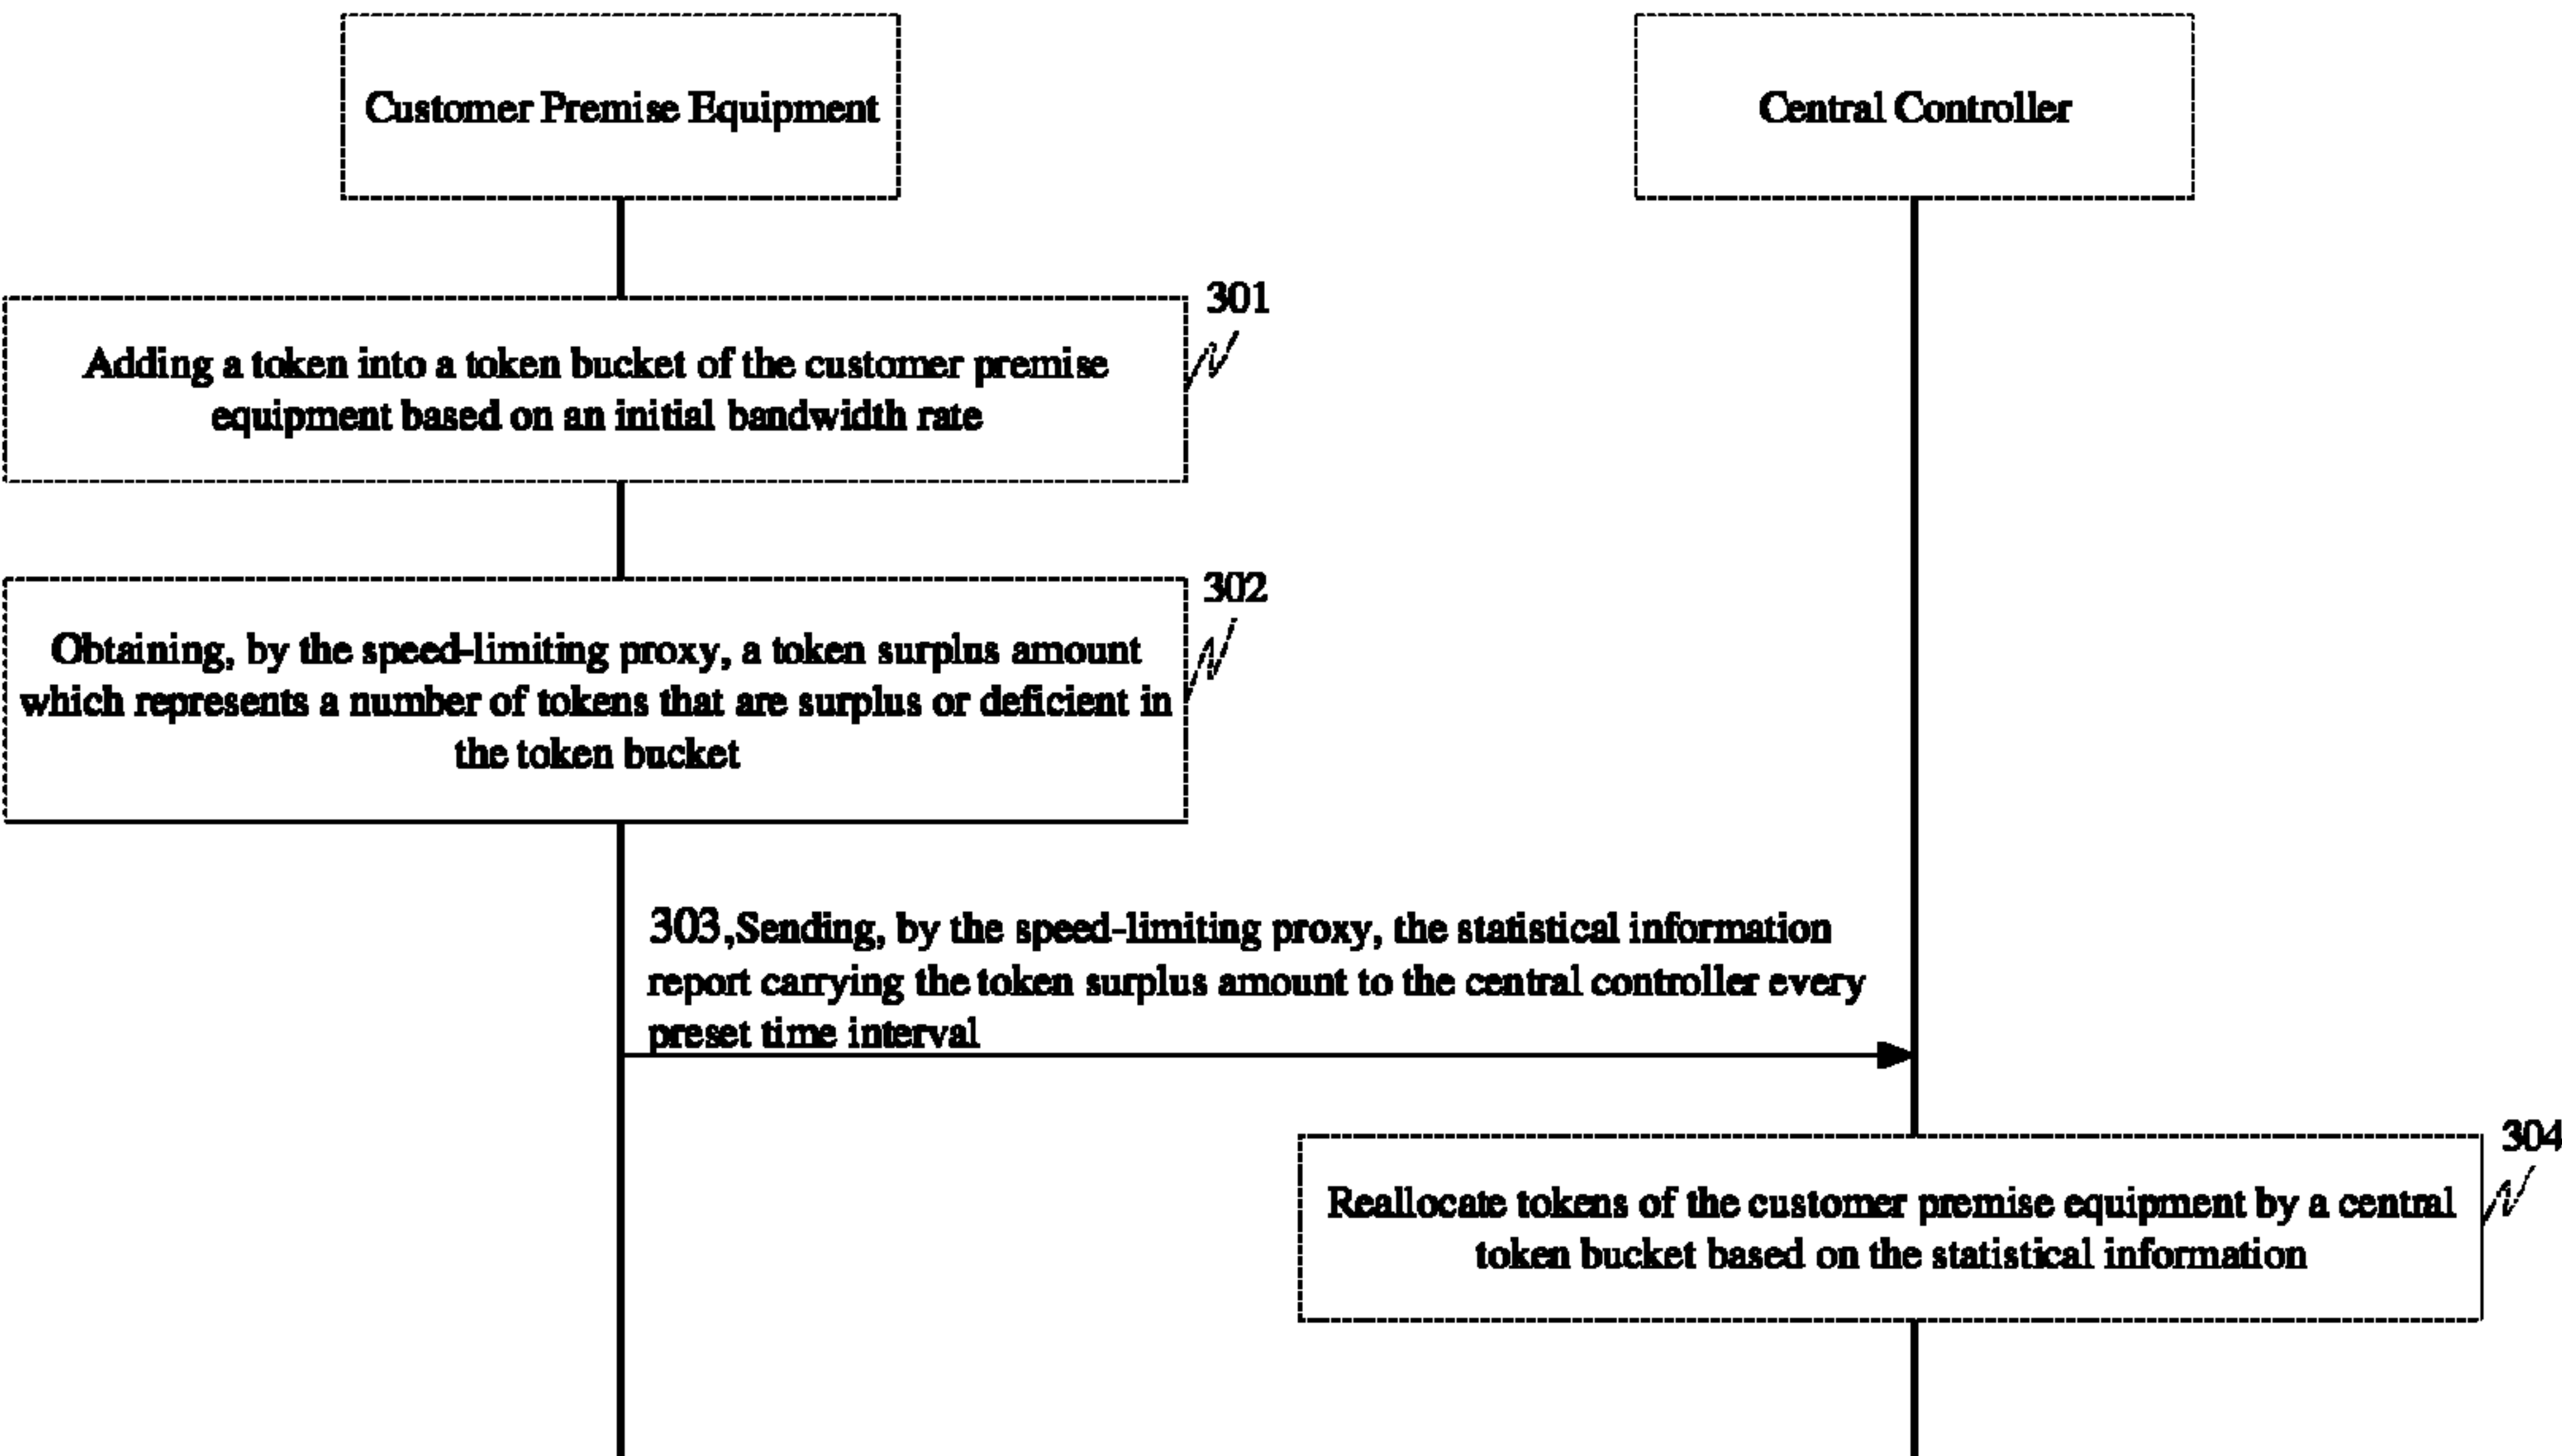 Customer Premise Equipment
Central Controller
301
Adding a token into a token bucket of the customer premise
equipment based on an initial bandwidth rate
302
Obtaining, by the speed-limiting proxy, a token surplus amount
which represents a number of tokens that are surplus or deficient in
the token bucket
303,Sending, by the speed-limiting proxy, the statistical information
report carrying the token surplus amount to the central controller every
preset time interval
304
Reallocate tokens of the customer premise equipment by a central
token bucket based on the statistical information